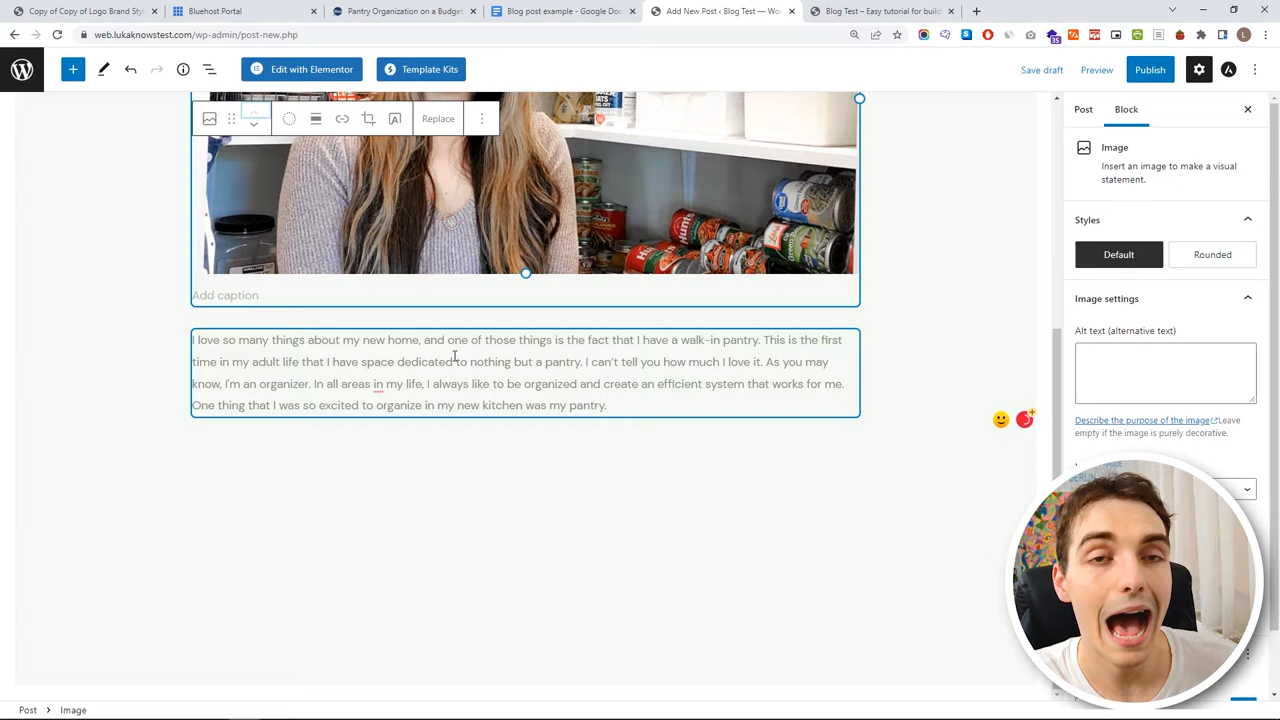 Copy of Copy of Logo Brand Styl
Bluehost Portal
Pantry Organization on a Budget
Blog post example - Google Doc
Add New Post ‹ Blog Test — Wo
Blog Test – Easy tutorial for build
web.lukaknowstest.com/wp-admin/post-new.php
35
L
Edit with Elementor
Template Kits
Save draft
Preview
Publish
Replace
Post
Block
Image
Insert an image to make a visual
statement.
Styles
Default
Rounded
Image settings
Alt text (alternative text)
Describe the purpose of the image Leave
empty if the image is purely decorative.
Hunt's
Add caption
I love so many things about my new home, and one of those things is the fact that I have a walk-in pantry. This is the first
time in my adult life that I have space dedicated to nothing but a pantry. I can't tell you how much I love it. As you may
know, I'm an organizer. In all areas in my life, I always like to be organized and create an efficient system that works for me.
One thing that I was so excited to organize in my new kitchen was my pantry.
Post
Image